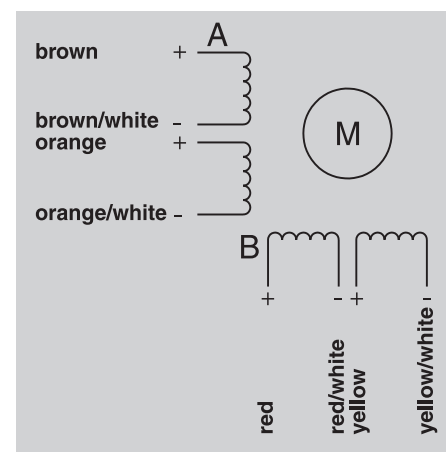 A
brown +
brown/white -
orange +
orange/white -
M
B
+ - + -
red
red/white
yellow
yellow/white